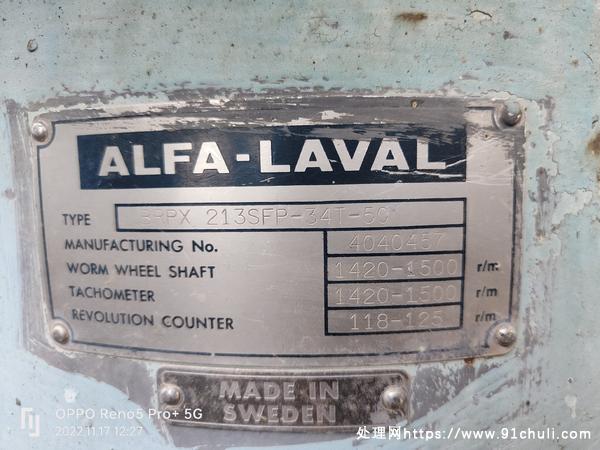 ALFA-LAVAL
TYPE BRPX 213SFP-34T-50
MANUFACTURING No. 4040457
WORM WHEEL SHAFT 1420-1500 r/m
TACHOMETER 1420-1500 r/m
REVOLUTION COUNTER 118-125 r/m
MADE IN
SWEDEN
OPPO Reno5 Pro+ 5G
2022.11.17 12:27
处理网https://www.91chuli.com/